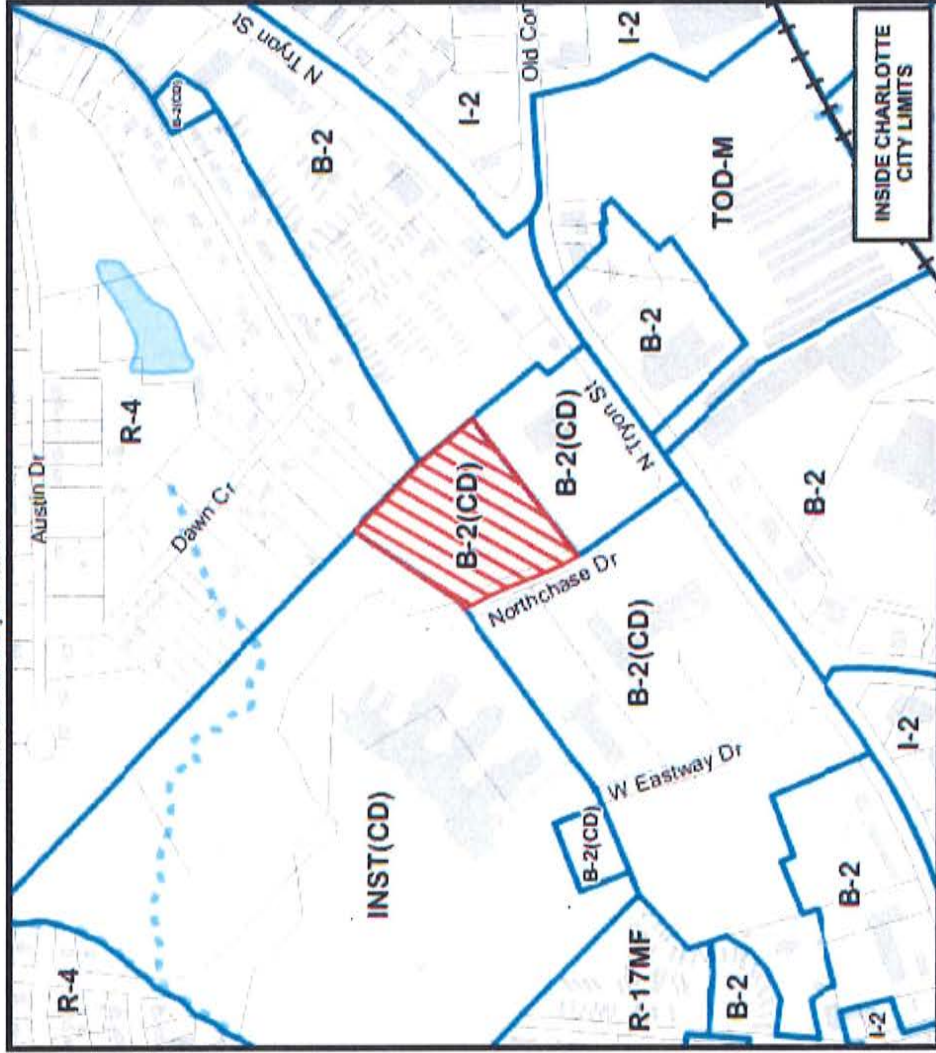 N Tryon St
B-2(CD)
I-2
Old Con
I-2
B-2
INSIDE CHARLOTTE
CITY LIMITS
TOD-M
Austin Dr
R-4
Dawn Cr
B-2
B-2(CD)
B-2(CD)
N Tryon St
Northchase Dr
B-2
B-2(CD)
INST(CD)
W Eastway Dr
I-2
B-2(CD)
B-2
R-4
R-17MF
B-2
I-2